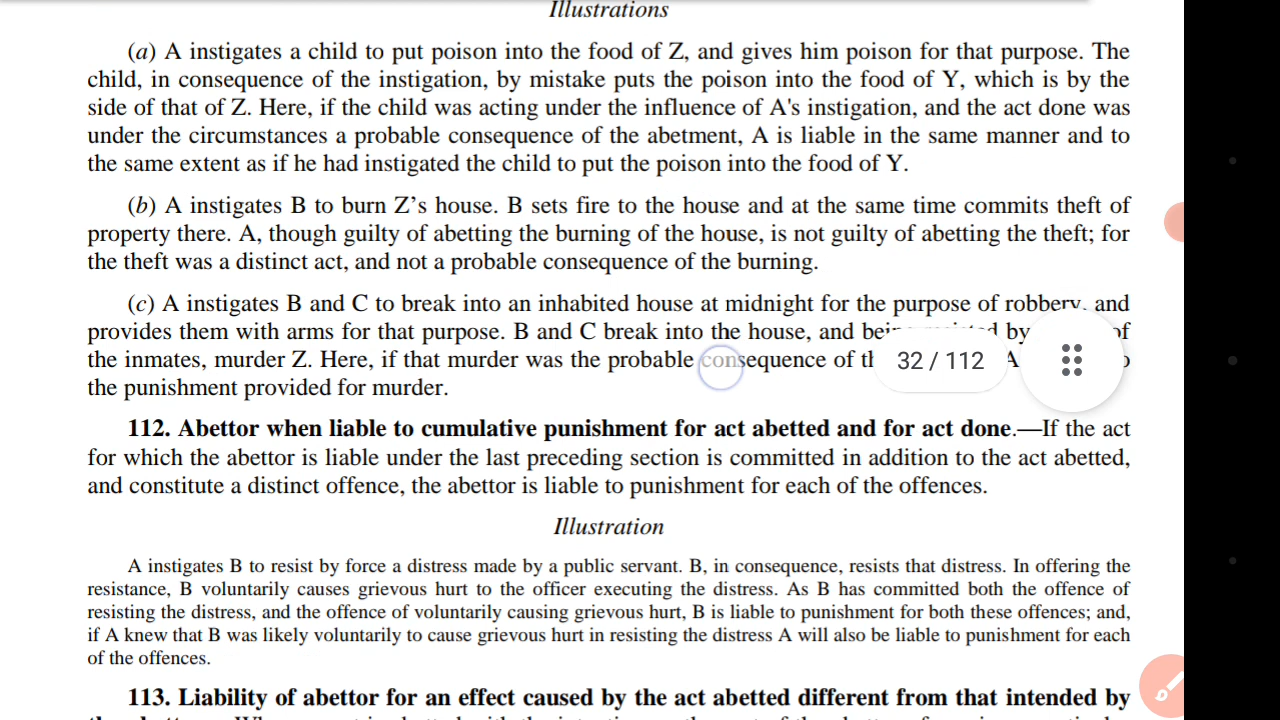 Illustrations
(a) A instigates a child to put poison into the food of Z, and gives him poison for that purpose. The
child, in consequence of the instigation, by mistake puts the poison into the food of Y, which is by the
side of that of Z. Here, if the child was acting under the influence of A's instigation, and the act done was
under the circumstances a probable consequence of the abetment, A is liable in the same manner and to
the same extent as if he had instigated the child to put the poison into the food of Y.
(b) A instigates B to burn Z’s house. B sets fire to the house and at the same time commits theft of
property there. A, though guilty of abetting the burning of the house, is not guilty of abetting the theft; for
the theft was a distinct act, and not a probable consequence of the burning.
(c) A instigates B and C to break into an inhabited house at midnight for the purpose of robbery, and
provides them with arms for that purpose. B and C break into the house, and being by of
the inmates, murder Z. Here, if that murder was the probable consequence of A
32 / 112
the punishment provided for murder.
112. Abettor when liable to cumulative punishment for act abetted and for act done.—If the act
for which the abettor is liable under the last preceding section is committed in addition to the act abetted,
and constitute a distinct offence, the abettor is liable to punishment for each of the offences.
Illustration
A instigates B to resist by force a distress made by a public servant. B, in consequence, resists that distress. In offering the
resistance, B voluntarily causes grievous hurt to the officer executing the distress. As B has committed both the offence of
resisting the distress, and the offence of voluntarily causing grievous hurt, B is liable to punishment for both these offences; and,
if A knew that B was likely voluntarily to cause grievous hurt in resisting the distress A will also be liable to punishment for each
of the offences.
113. Liability of abettor for an effect caused by the act abetted different from that intended by